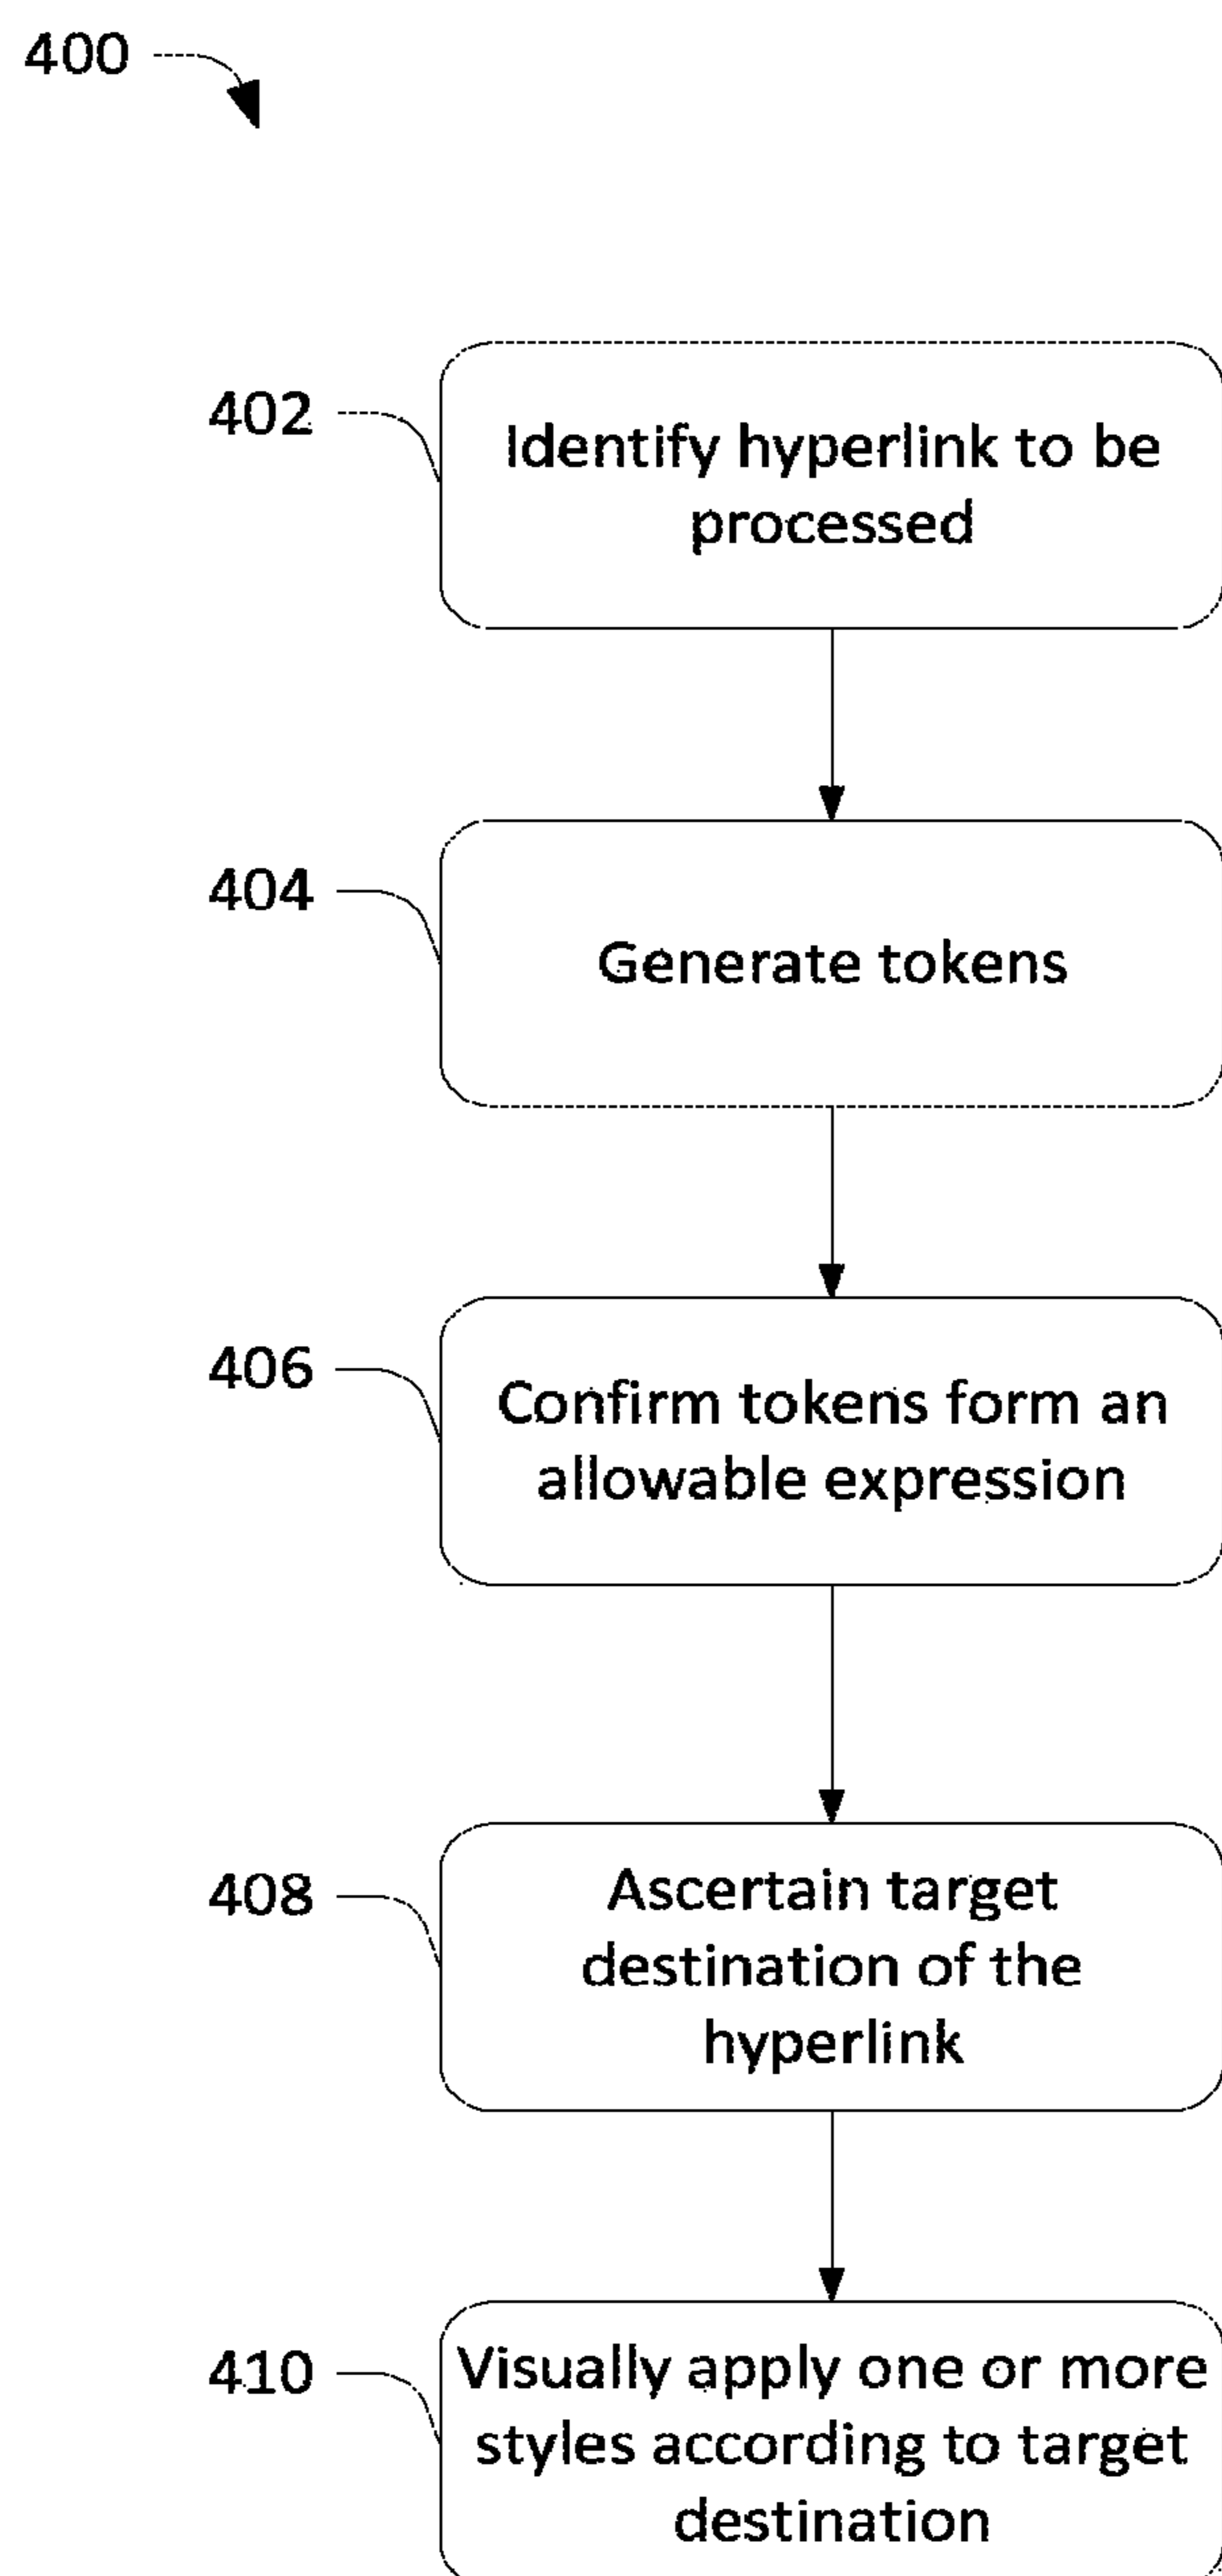 400
402
Identify hyperlink to be
processed
404
Generate tokens
406
Confirm tokens form an
allowable expression
408
Ascertain target
destination of the
hyperlink
410
Visually apply one or more
styles according to target
destination